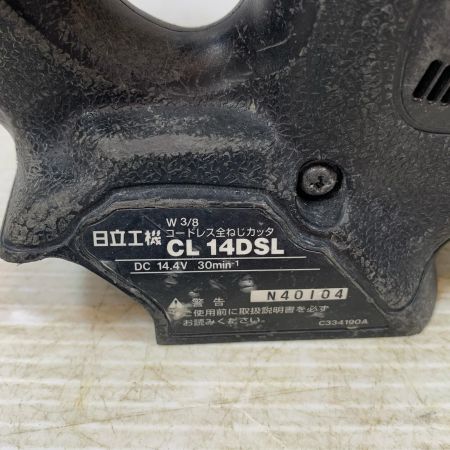 W 3/8
日立工機 コードレス全ねじカッタ
CL 14DSL
DC 14.4V 30min⁻¹
警告 N40104
ご使用前に取扱説明書を必ず
お読みください。
C334190A